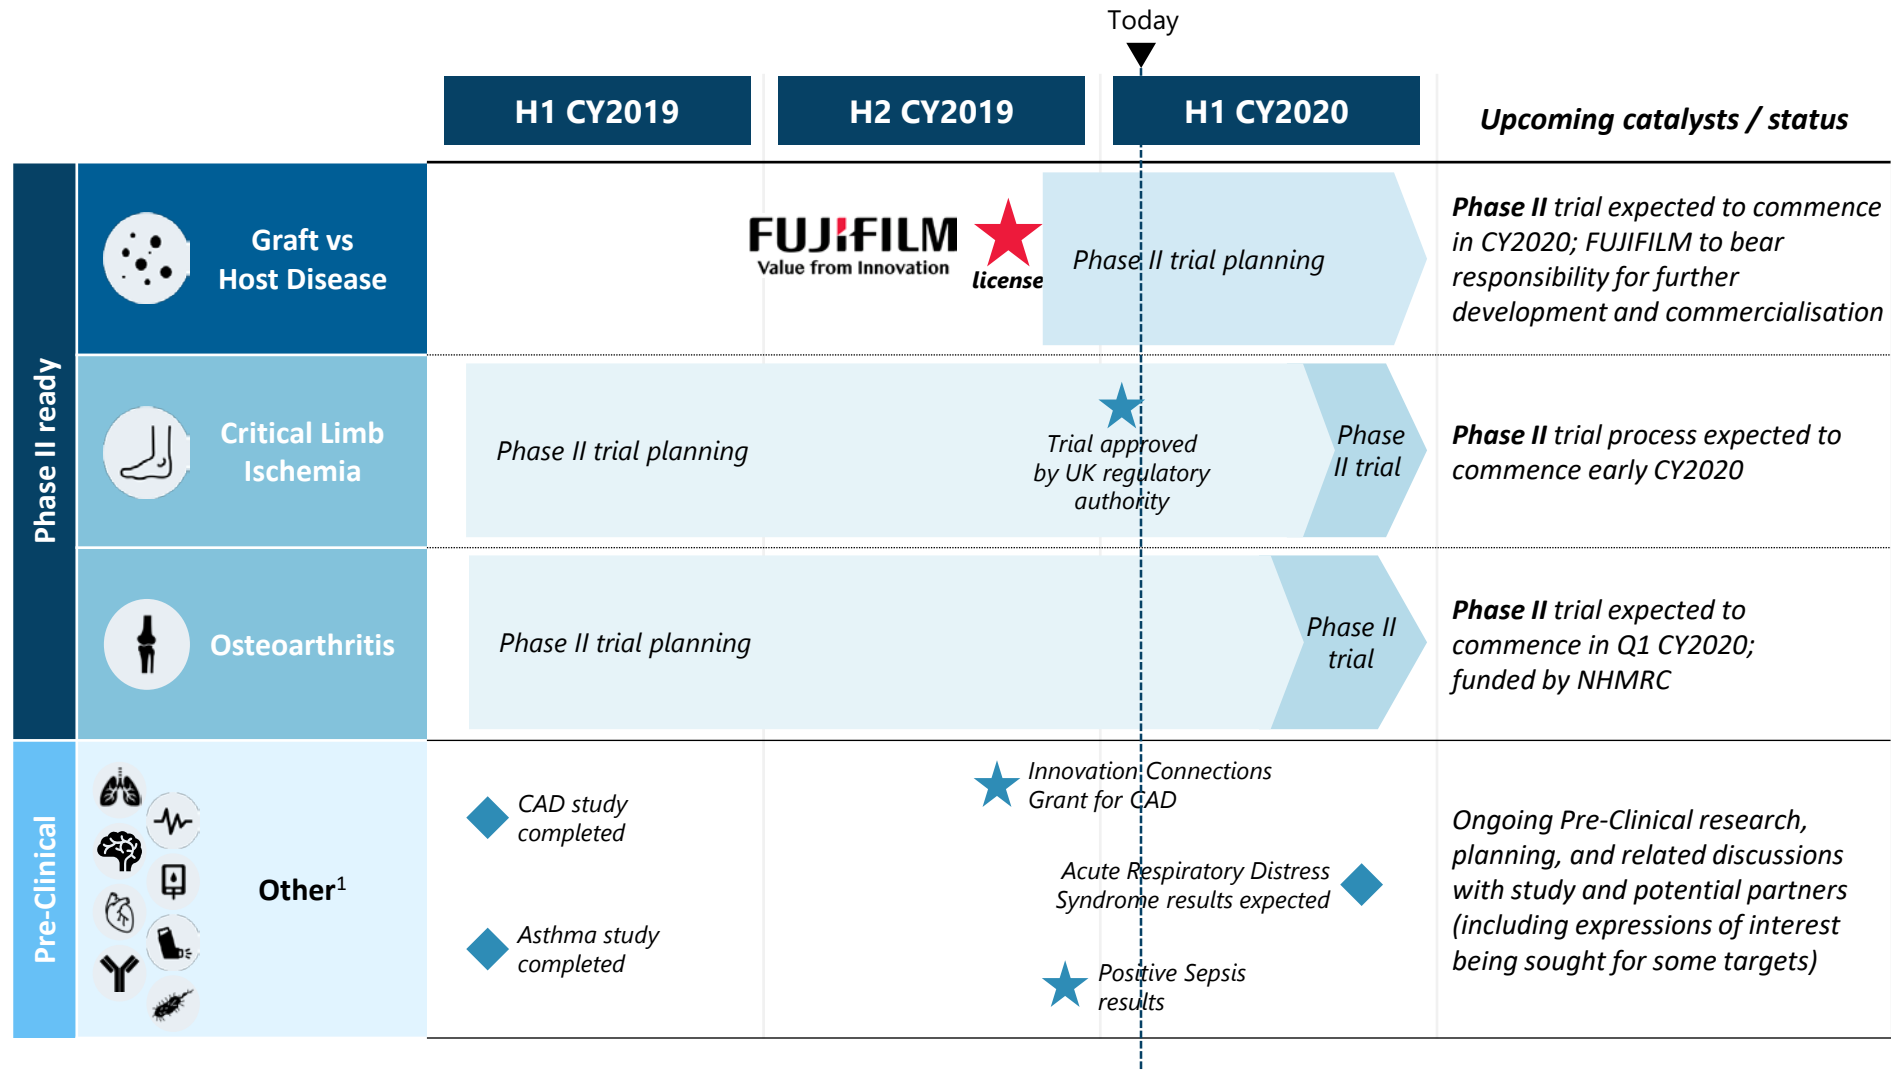 Today
H1 CY2019
H2 CY2019
H1 CY2020
Upcoming catalysts / status
Phase II ready
Graft vs
Host Disease
FUJIFILM
Value from Innovation
license
Phase II trial planning
Phase II trial expected to commence
in CY2020; FUJIFILM to bear
responsibility for further
development and commercialisation
Critical Limb
Ischemia
Phase II trial planning
Trial approved
by UK regulatory
authority
Phase
II trial
Phase II trial process expected to
commence early CY2020
Osteoarthritis
Phase II trial planning
Phase II
trial
Phase II trial expected to
commence in Q1 CY2020;
funded by NHMRC
Pre-Clinical
Other1
CAD study
completed
Asthma study
completed
Innovation Connections
Grant for CAD
Acute Respiratory Distress
Syndrome results expected
Positive Sepsis
results
Ongoing Pre-Clinical research,
planning, and related discussions
with study and potential partners
(including expressions of interest
being sought for some targets)